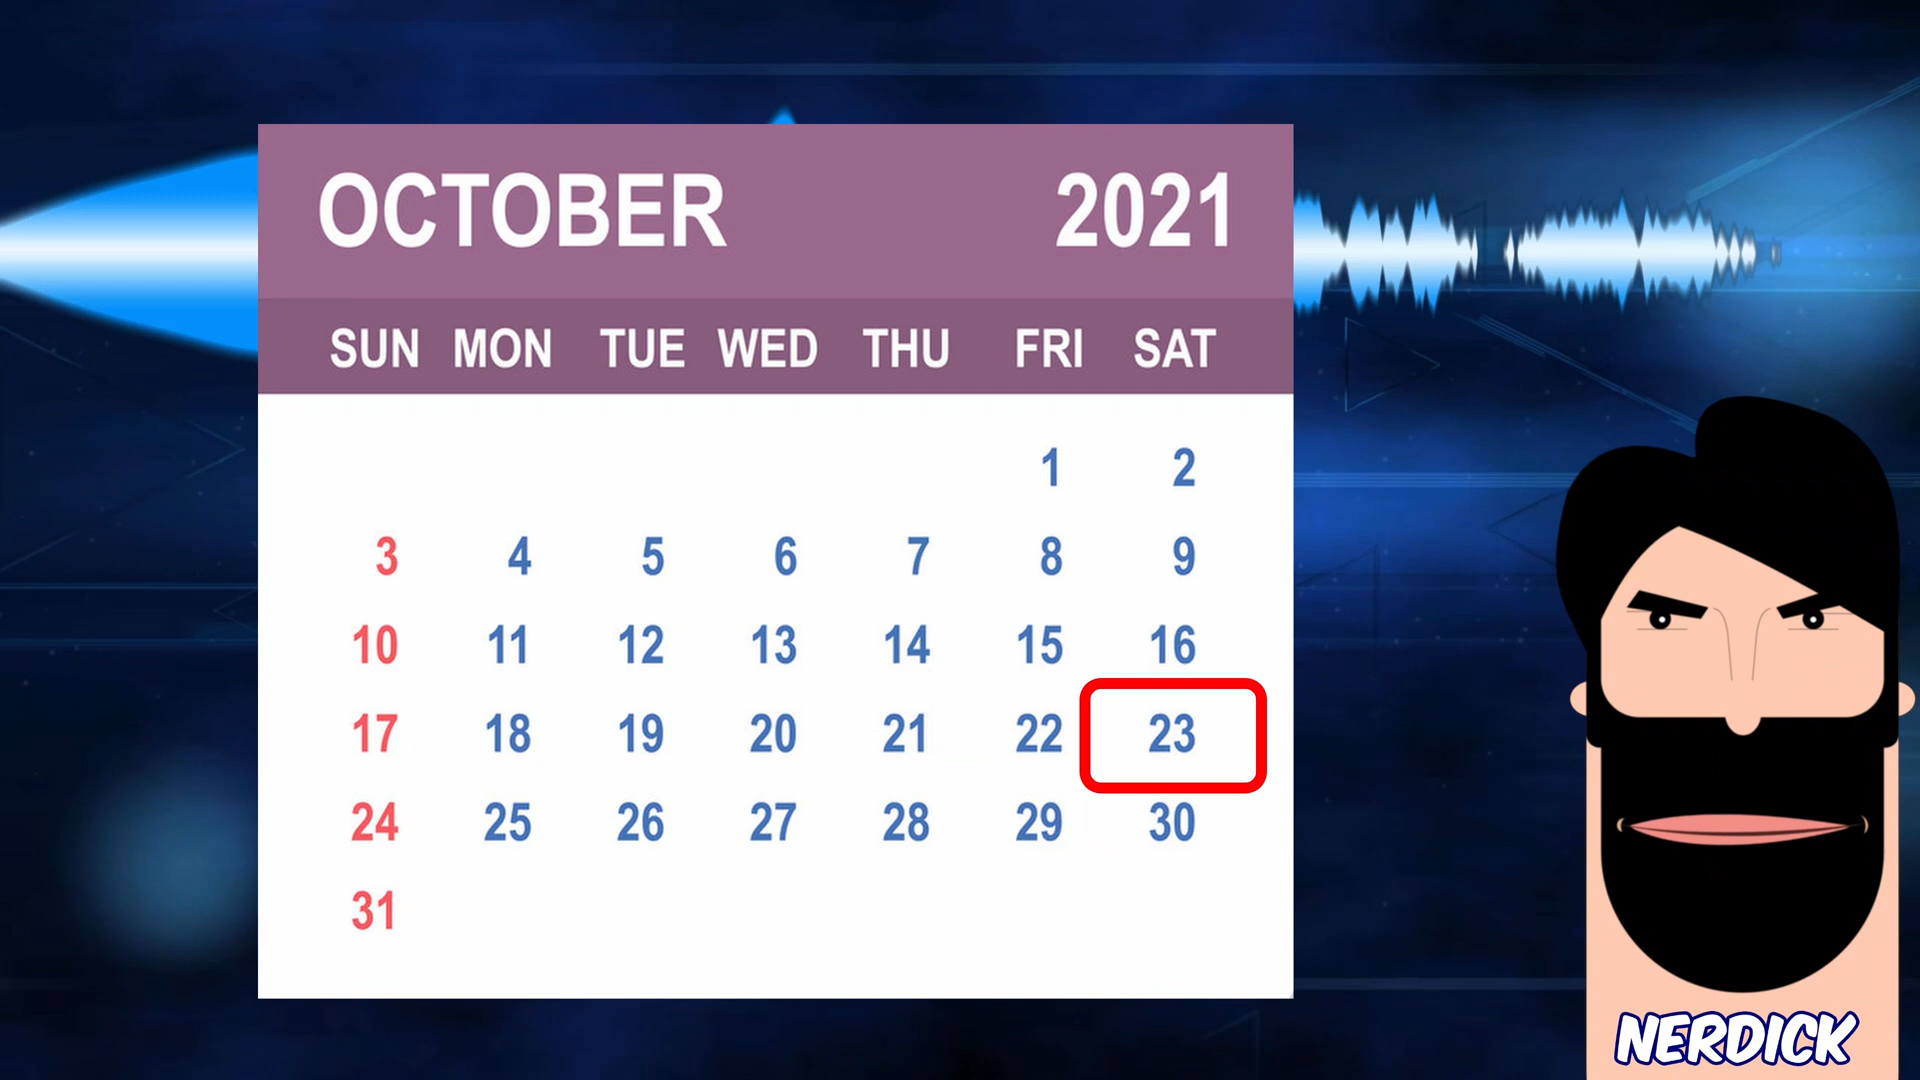 OCTOBER 2021
SUN MON TUE WED THU FRI SAT
1 2
3 4 5 6 7 8 9
10 11 12 13 14 15 16
17 18 19 20 21 22 23
24 25 26 27 28 29 30
31
NERDICK